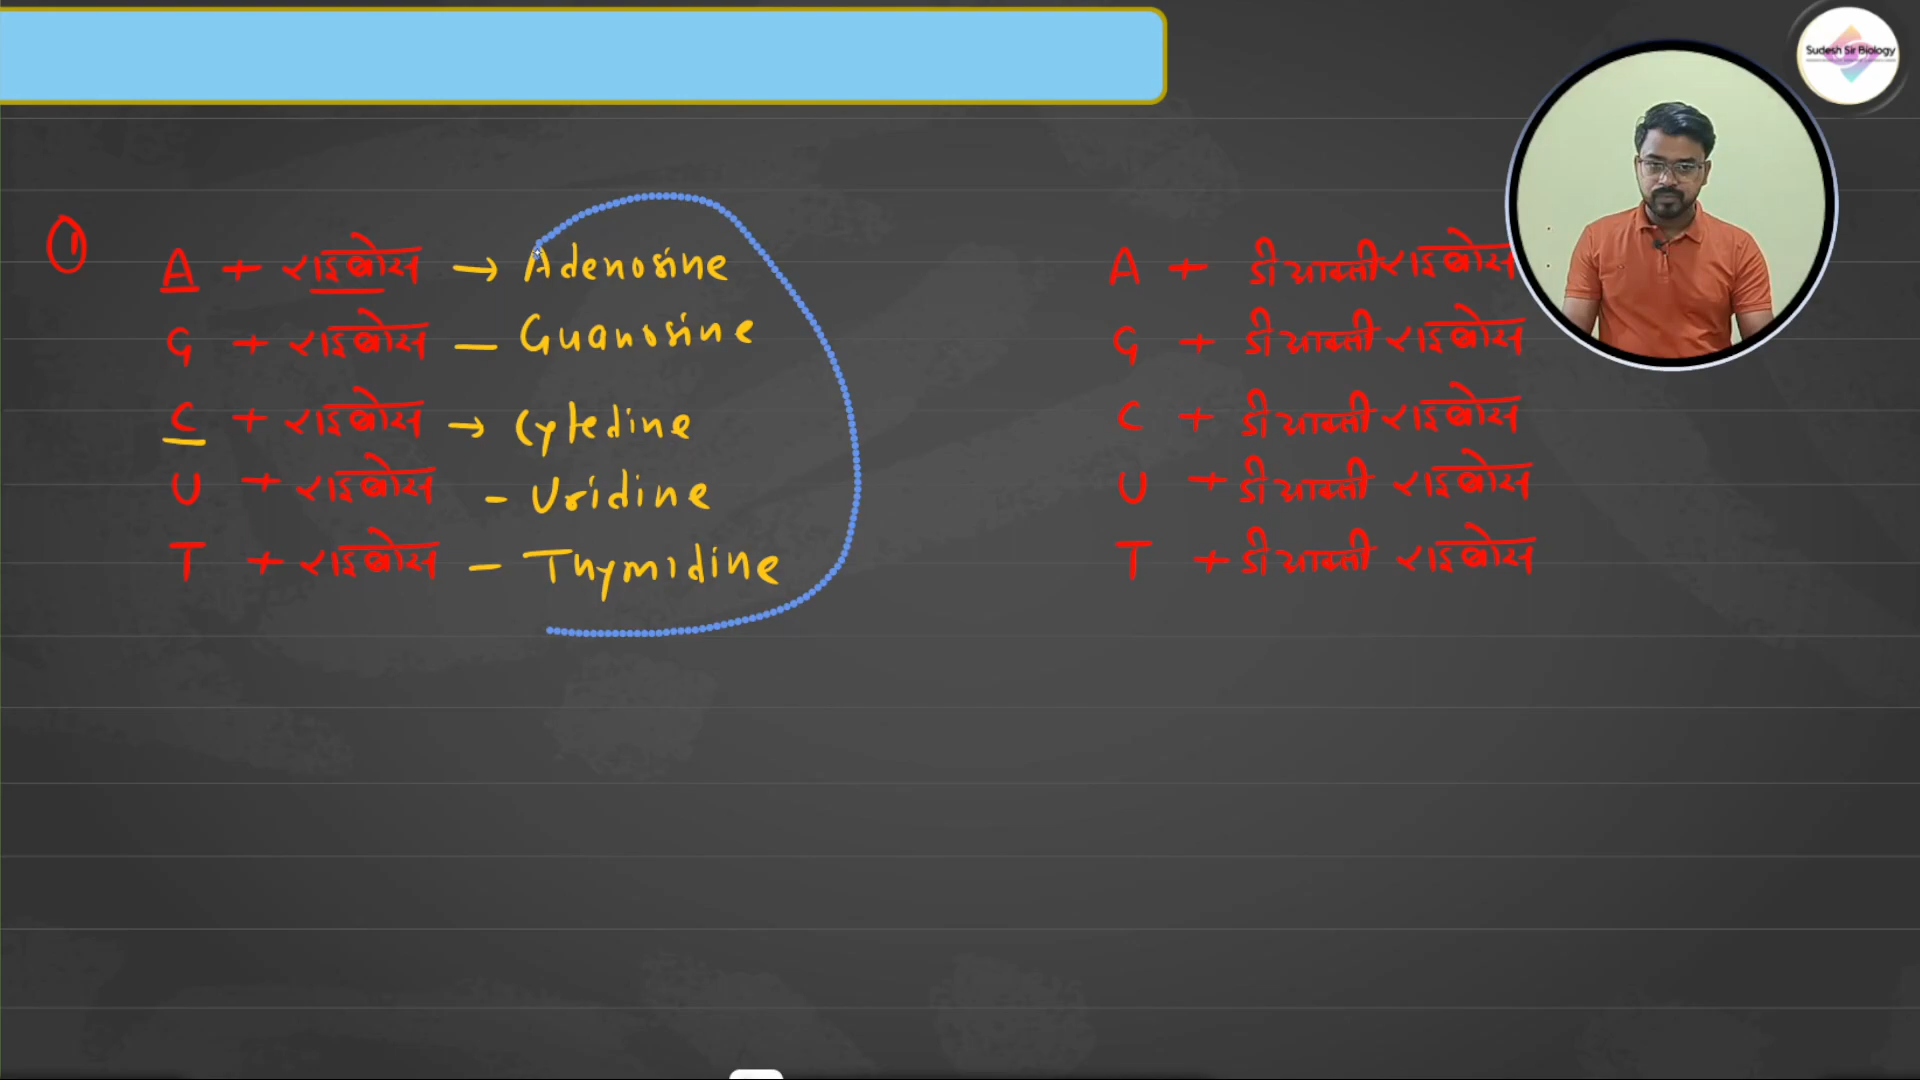 Sudesh Sir Biology
①
A + राइबोस → Adenosine
G + राइबोस — Guanosine
C + राइबोस → Cytedine
U + राइबोस - Uridine
T + राइबोस - Thymidine
A + डीआक्सीराइबोस
G + डीआक्सीराइबोस
C + डीआक्सीराइबोस
U + डीआक्सी राइबोस
T + डीआक्सी राइबोस